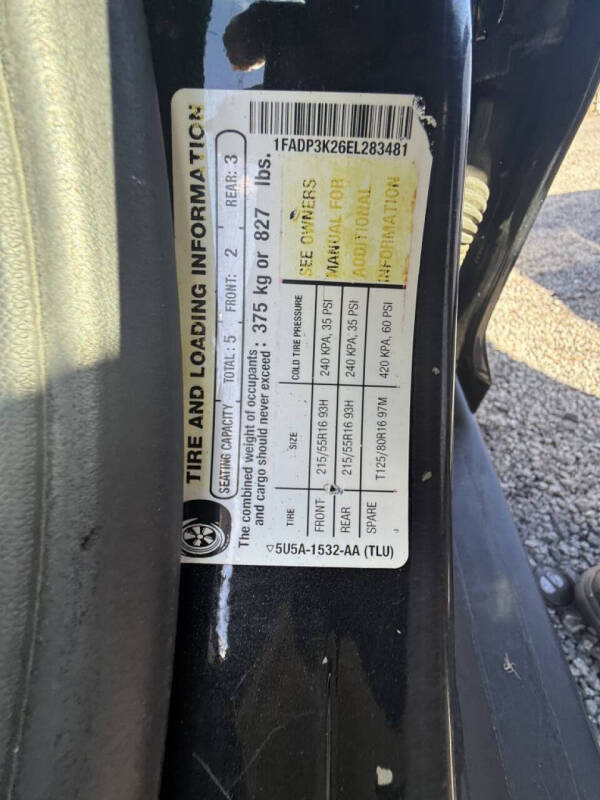 TIRE AND LOADING INFORMATION
SEATING CAPACITY TOTAL: 5 FRONT: 2 REAR: 3
The combined weight of occupants
and cargo should never exceed : 375 kg or 827 lbs.
TIRE SIZE COLD TIRE PRESSURE
FRONT 215/55R16 93H 240 KPA, 35 PSI
REAR 215/55R16 93H 240 KPA, 35 PSI
SPARE T125/80R16 97M 420 KPA, 60 PSI
SEE OWNERS
MANUAL FOR
ADDITIONAL
INFORMATION
5U5A-1532-AA (TLU)
1FADP3K26EL283481